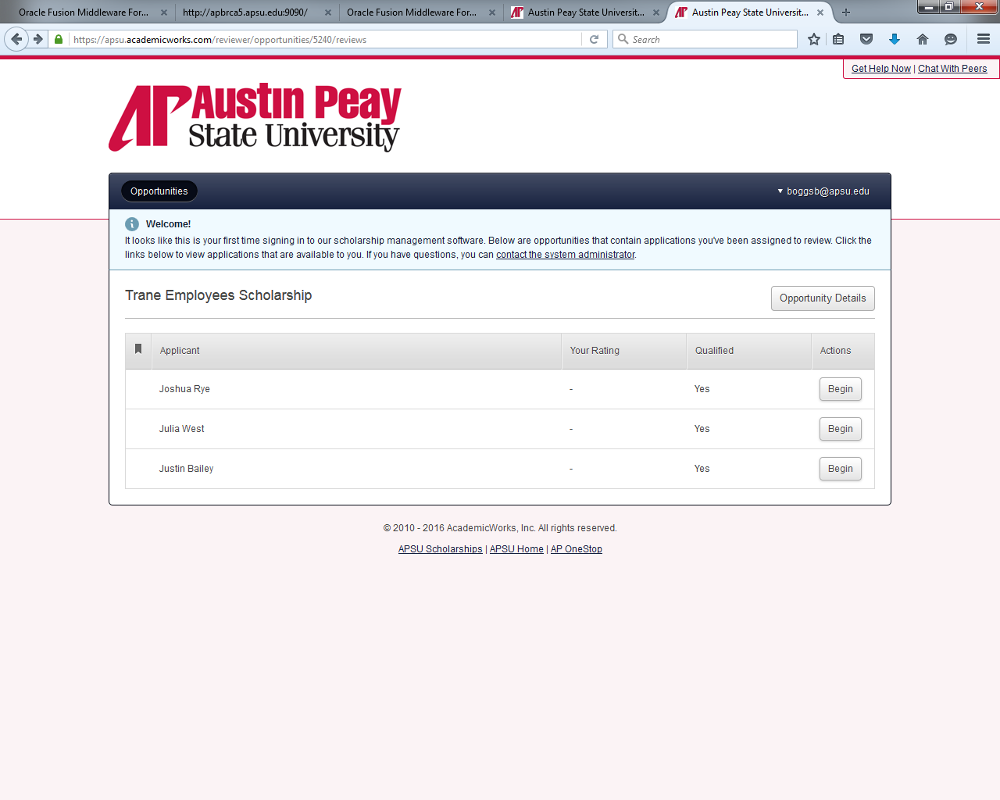 Oracle Fusion Middleware For...
http://apbrca5.apsu.edu:9090/
Oracle Fusion Middleware For...
Austin Peay State Universit...
Austin Peay State Universit...
https://apsu.academicworks.com/reviewer/opportunities/5240/reviews
Search
Get Help Now | Chat With Peers
AP Austin Peay
State University
Opportunities
boggsb@apsu.edu
Welcome!
It looks like this is your first time signing in to our scholarship management software. Below are opportunities that contain applications you've been assigned to review. Click the
links below to view applications that are available to you. If you have questions, you can contact the system administrator.
Trane Employees Scholarship
Opportunity Details
Applicant Your Rating Qualified Actions
Joshua Rye - Yes Begin
Julia West - Yes Begin
Justin Bailey - Yes Begin
© 2010 - 2016 AcademicWorks, Inc. All rights reserved.
APSU Scholarships | APSU Home | AP OneStop